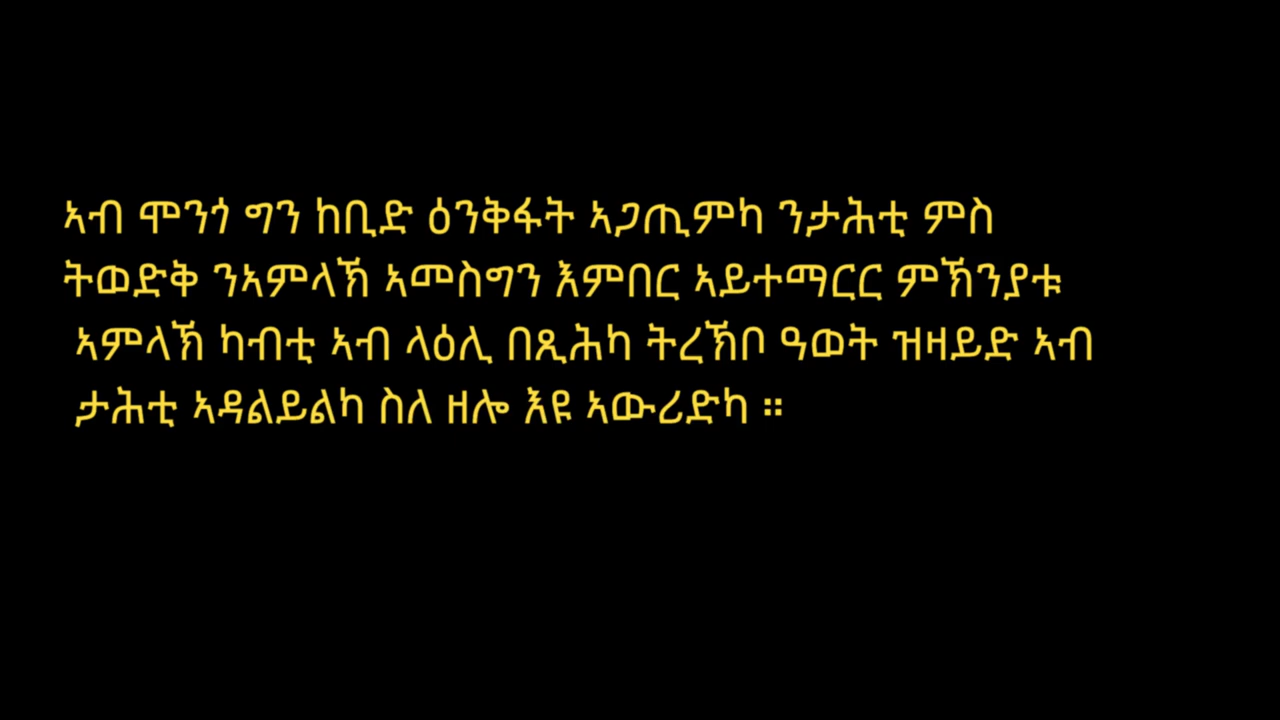 ኣብ ሞንጎ ግን ከቢድ ዕንቅፋት ኣጋጢምካ ንታሕቲ ምስ
ትወድቅ ንኣምላኽ ኣመስግን እምበር ኣይተማርርር ምኽንያቱ
ኣምላኽ ካብቲ ኣብ ላዕሊ በጺሕካ ትረኽቦ ዓወት ዝዛይድ ኣብ
ታሕቲ ኣዳልይልካ ስለ ዘሎ እዩ ኣውሪድካ ።